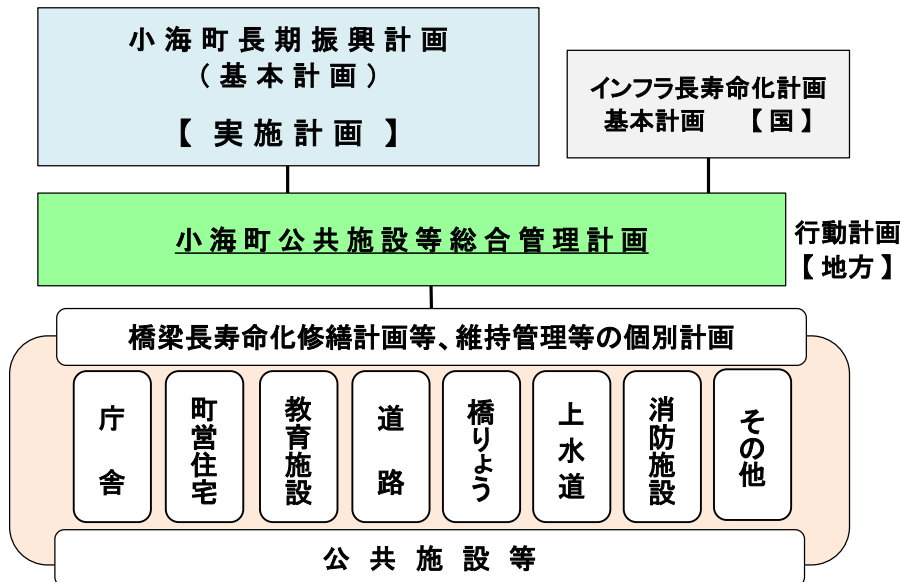 小海町長期振興計画
（基本計画）
【 実施計画 】
インフラ長寿命化計画
基本計画　【国】
小海町公共施設等総合管理計画
行動計画
【地方】
橋梁長寿命化修繕計画等、維持管理等の個別計画
庁舎
町営住宅
教育施設
道路
橋りょう
上水道
消防施設
その他
公共施設等